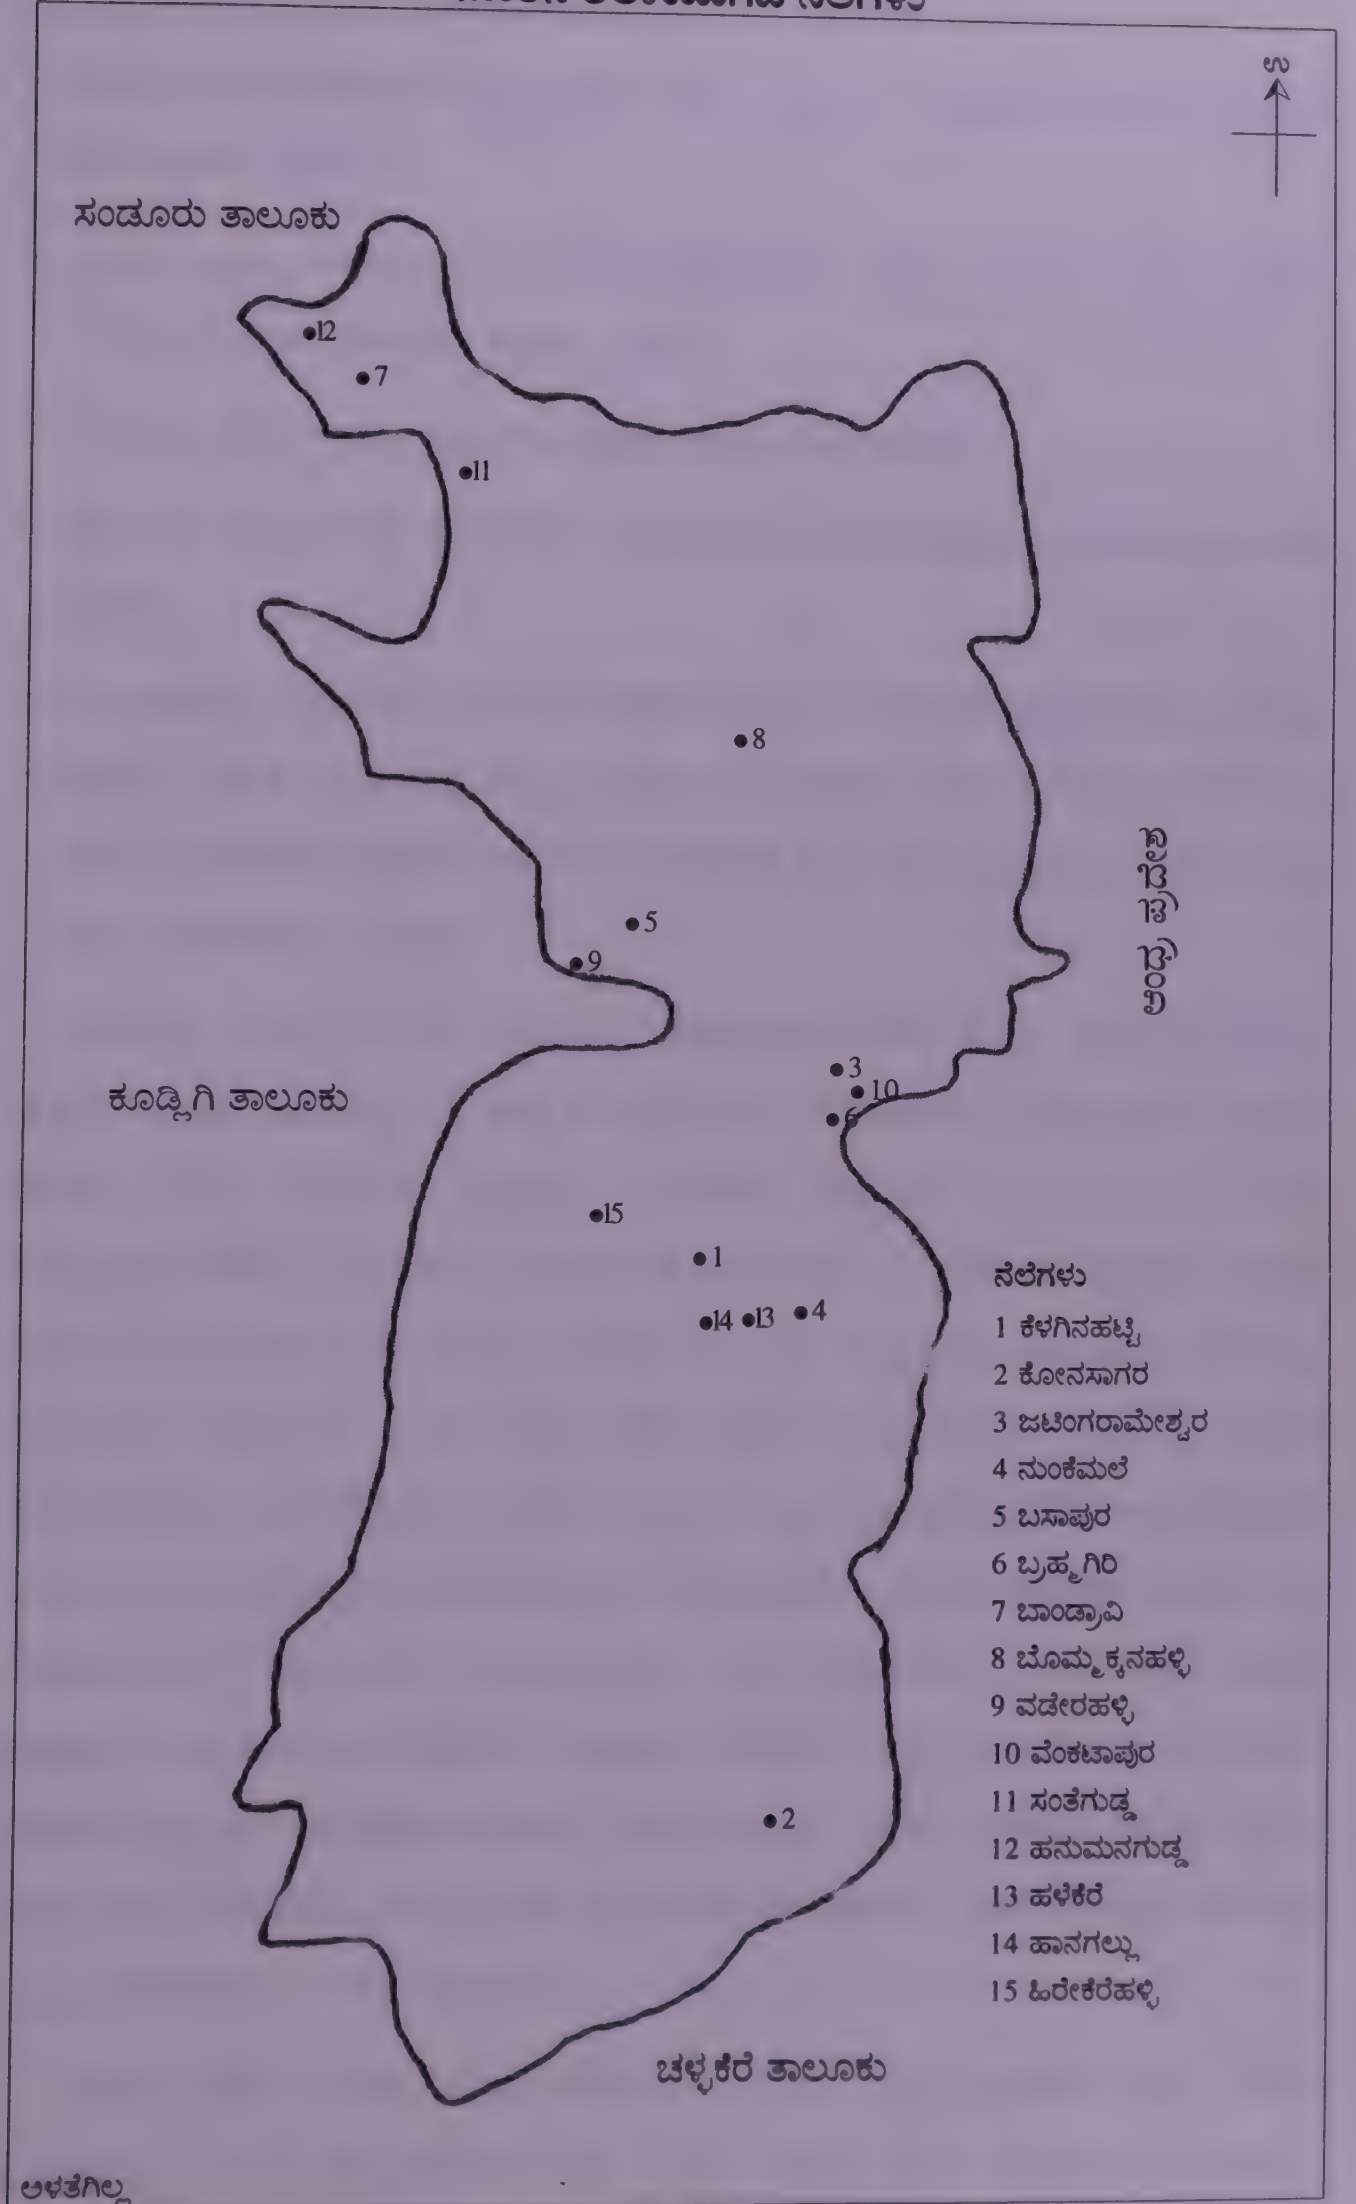 ನೆಲೆಗಳು
ಉ
ಸಂಡೂರು ತಾಲೂಕು
12
7
11
8
5
9
ಆಂಧ್ರ ಪ್ರದೇಶ
3
10
6
ಕೂಡ್ಲಿಗಿ ತಾಲೂಕು
15
1
14
13
4
2
ನೆಲೆಗಳು
1 ಕೆಳಗಿನಹಟ್ಟಿ
2 ಕೋನಸಾಗರ
3 ಜಟಿಂಗರಾಮೇಶ್ವರ
4 ನುಂಕೆಮಲೆ
5 ಬಸಾಪುರ
6 ಬ್ರಹ್ಮಗಿರಿ
7 ಬಾಂಡ್ರಾವಿ
8 ಬೊಮ್ಮಕ್ಕನಹಳ್ಳಿ
9 ವಡೇರಹಳ್ಳಿ
10 ವೆಂಕಟಾಪುರ
11 ಸಂತೆಗುಡ್ಡ
12 ಹನುಮನಗುಡ್ಡ
13 ಹಳೆಕೆರೆ
14 ಹಾನಗಲ್ಲು
15 ಹಿರೇಕೆರೆಹಳ್ಳಿ
ಚಳ್ಳಕೆರೆ ತಾಲೂಕು
ಅಳತೆಗಿಲ್ಲ